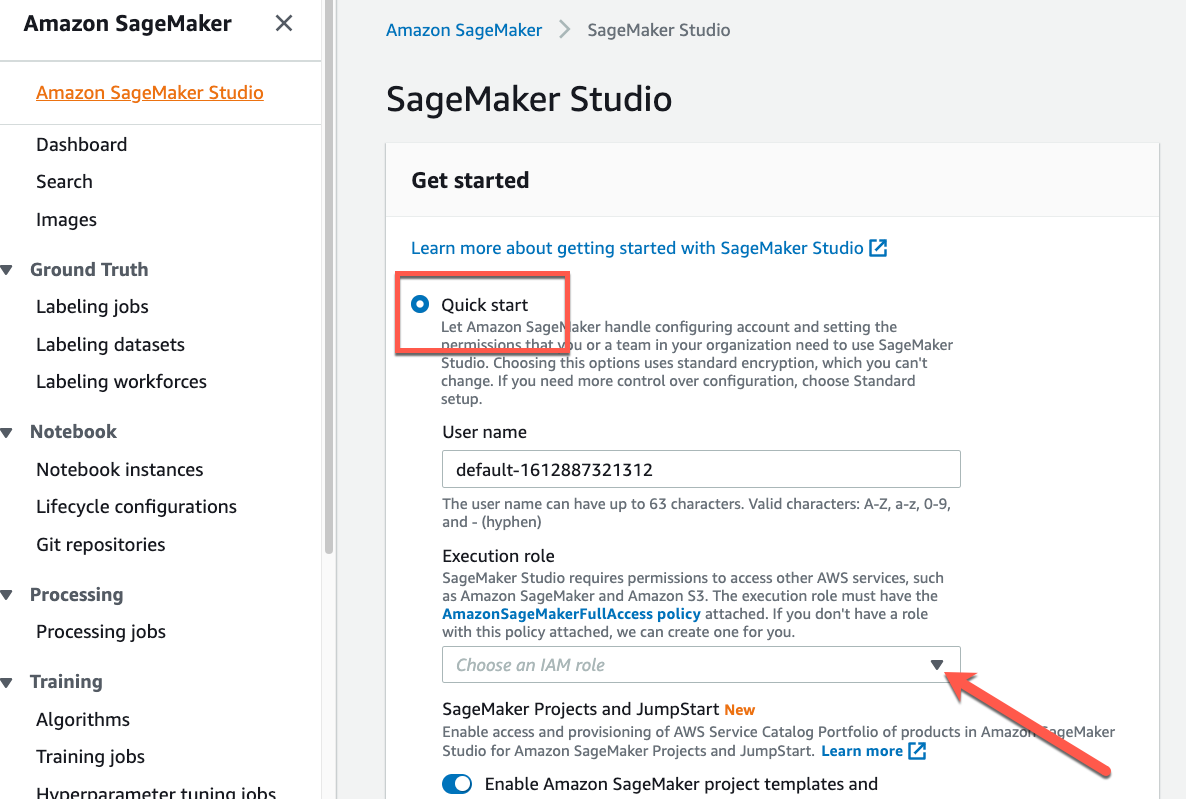 Amazon SageMaker
Amazon SageMaker Studio
Dashboard
Search
Images
Ground Truth
Labeling jobs
Labeling datasets
Labeling workforces
Notebook
Notebook instances
Lifecycle configurations
Git repositories
Processing
Processing jobs
Training
Algorithms
Training jobs
Hyperparameter tuning jobs
Amazon SageMaker > SageMaker Studio
SageMaker Studio
Get started
Learn more about getting started with SageMaker Studio
Quick start
Let Amazon SageMaker handle configuring account and setting the
permissions that you or a team in your organization need to use SageMaker
Studio. Choosing this options uses standard encryption, which you can't
change. If you need more control over configuration, choose Standard
setup.
User name
default-1612887321312
The user name can have up to 63 characters. Valid characters: A-Z, a-z, 0-9,
and - (hyphen)
Execution role
SageMaker Studio requires permissions to access other AWS services, such
as Amazon SageMaker and Amazon S3. The execution role must have the
AmazonSageMakerFullAccess policy attached. If you don't have a role
with this policy attached, we can create one for you.
Choose an IAM role
SageMaker Projects and JumpStart New
Enable access and provisioning of AWS Service Catalog Portfolio of products in Amazon SageMaker
Studio for Amazon SageMaker Projects and JumpStart. Learn more
Enable Amazon SageMaker project templates and